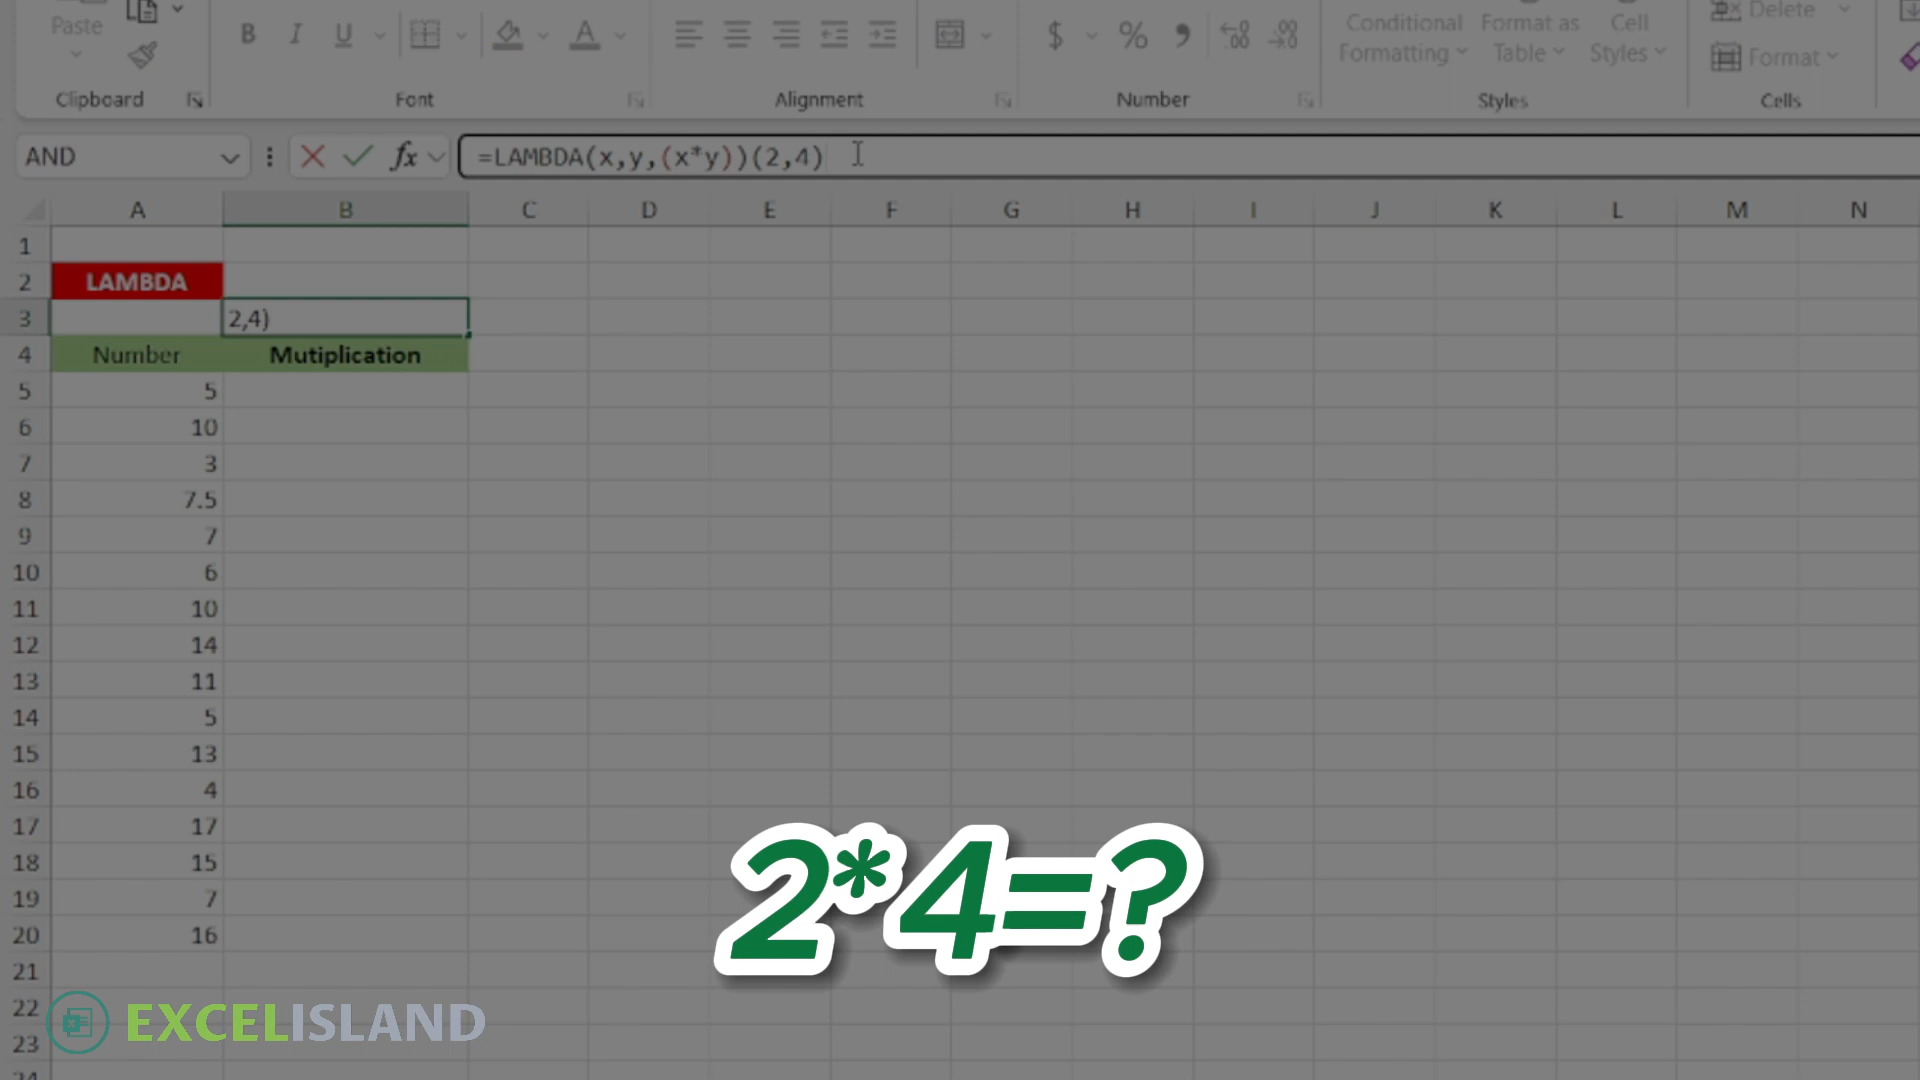 Paste
B I U A
$ % 
Conditional Formatting
Format as Table
Cell Styles
Delete
Format
Clipboard Font Alignment Number Styles Cells
AND fx =LAMBDA(x,y,(x*y))(2,4)
A B C D E F G H I J K L M N
1
2 LAMBDA
3 2,4)
4 Number Mutiplication
5 5
6 10
7 3
8 7.5
9 7
10 6
11 10
12 14
13 11
14 5
15 13
16 4
17 17
18 15
19 7
20 16
21
22
23
2*4=?
EXCELISLAND